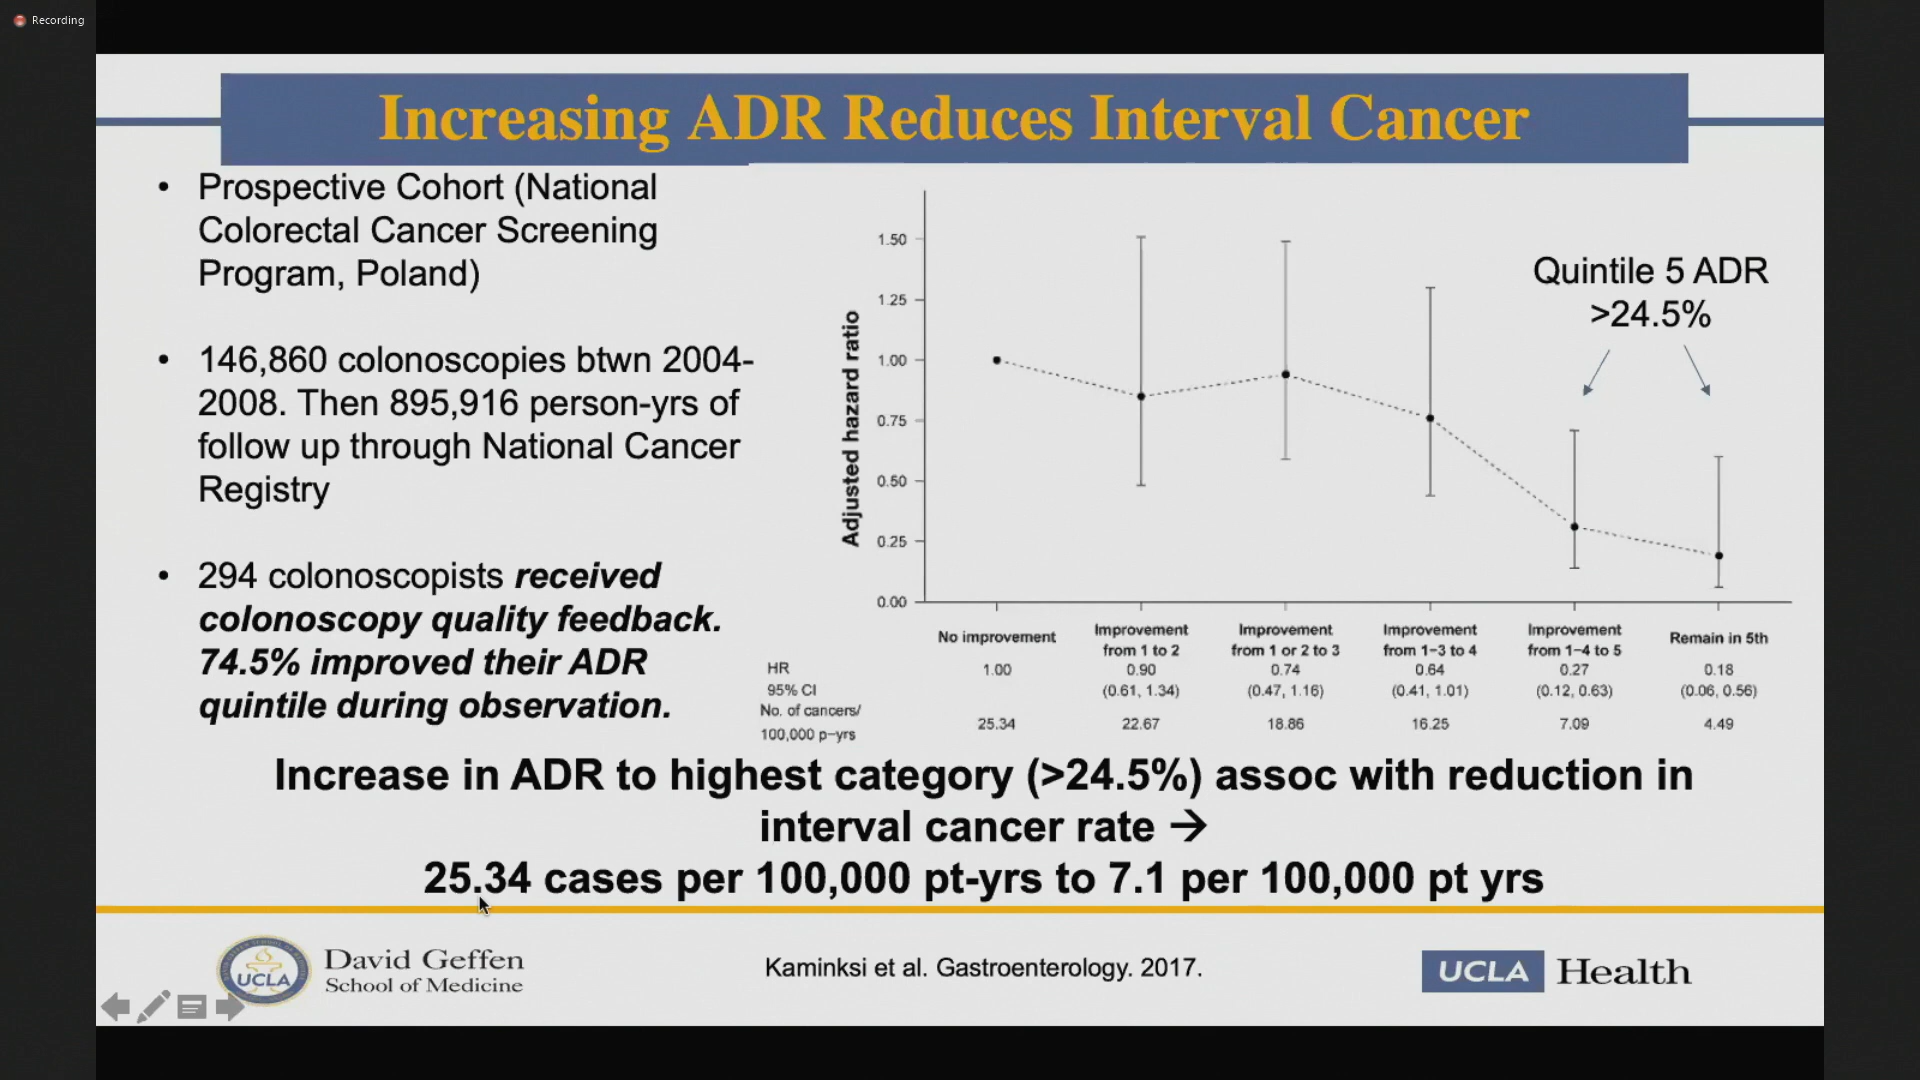 Recording
Increasing ADR Reduces Interval Cancer
• Prospective Cohort (National
Colorectal Cancer Screening
Program, Poland)
• 146,860 colonoscopies btwn 2004-
2008. Then 895,916 person-yrs of
follow up through National Cancer
Registry
• 294 colonoscopists received
colonoscopy quality feedback.
74.5% improved their ADR
quintile during observation.
Adjusted hazard ratio
1.50
1.25
1.00
0.75
0.50
0.25
0.00
Quintile 5 ADR
>24.5%
No improvement
Improvement
from 1 to 2
Improvement
from 1 or 2 to 3
Improvement
from 1−3 to 4
Improvement
from 1−4 to 5
Remain in 5th
HR 1.00 0.90 0.74 0.64 0.27 0.18
95% CI (0.61, 1.34) (0.47, 1.16) (0.41, 1.01) (0.12, 0.63) (0.06, 0.56)
No. of cancers/
100,000 p−yrs
25.34 22.67 18.86 16.25 7.09 4.49
Increase in ADR to highest category (>24.5%) assoc with reduction in
interval cancer rate →
25.34 cases per 100,000 pt-yrs to 7.1 per 100,000 pt yrs
UCLA
David Geffen
School of Medicine
Kaminksi et al. Gastroenterology. 2017.
UCLA Health